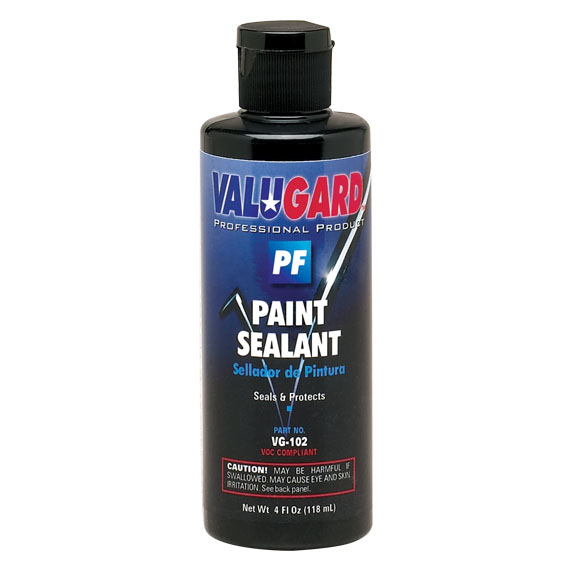 VALUGARD
PROFESSIONAL PRODUCT
PF
PAINT
SEALANT
Sellador de Pintura
Seals & Protects
PART NO.
VG-102
VOC COMPLIANT
CAUTION! MAY BE HARMFUL IF
SWALLOWED. MAY CAUSE EYE AND SKIN
IRRITATION. See back panel.
Net Wt 4 Fl Oz (118 mL)